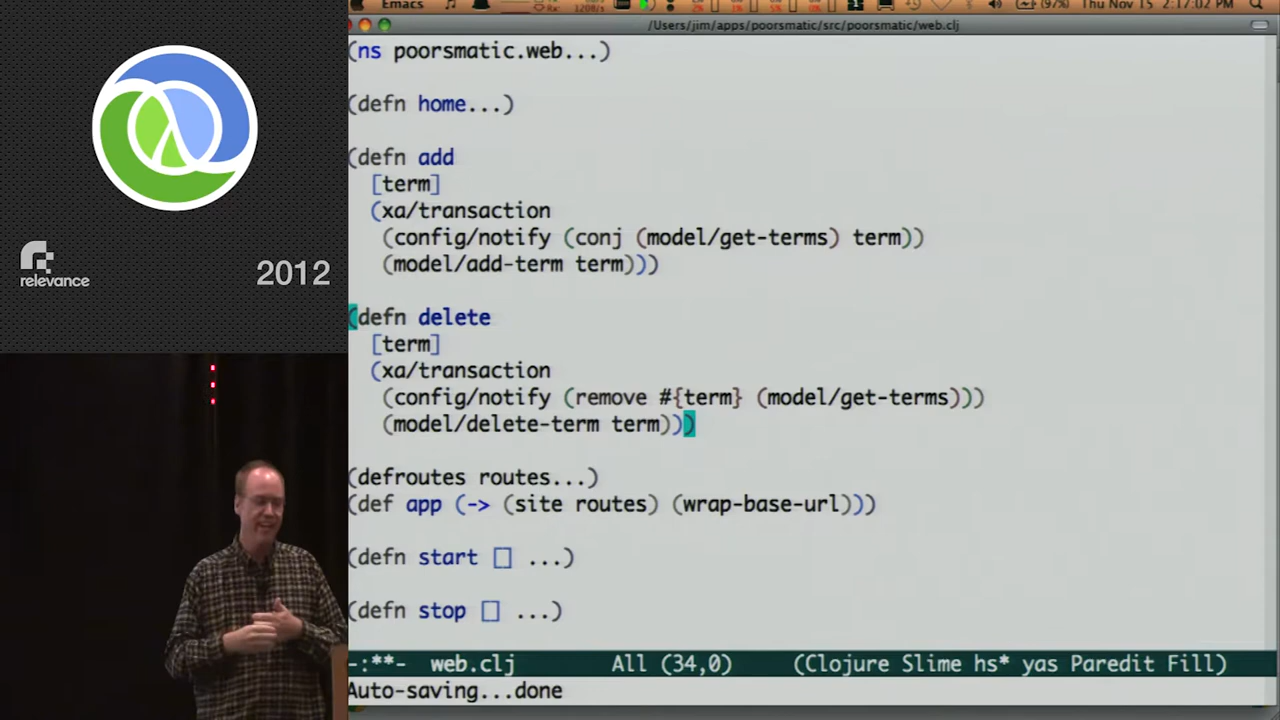 Emacs
120B/s
(97%)
Thu Nov 15 2:17:02 PM
/Users/jim/apps/poorsmatic/src/poorsmatic/web.clj
(ns poorsmatic.web...)
(defn home...)
(defn add
[term]
(xa/transaction
(config/notify (conj (model/get-terms) term))
(model/add-term term)))
(defn delete
[term]
(xa/transaction
(config/notify (remove #{term} (model/get-terms)))
(model/delete-term term)))
(defroutes routes...)
(def app (-> (site routes) (wrap-base-url)))
(defn start [] ...)
(defn stop [] ...)
-:**- web.clj All (34,0) (Clojure Slime hs* yas Paredit Fill)
Auto-saving...done
relevance
2012